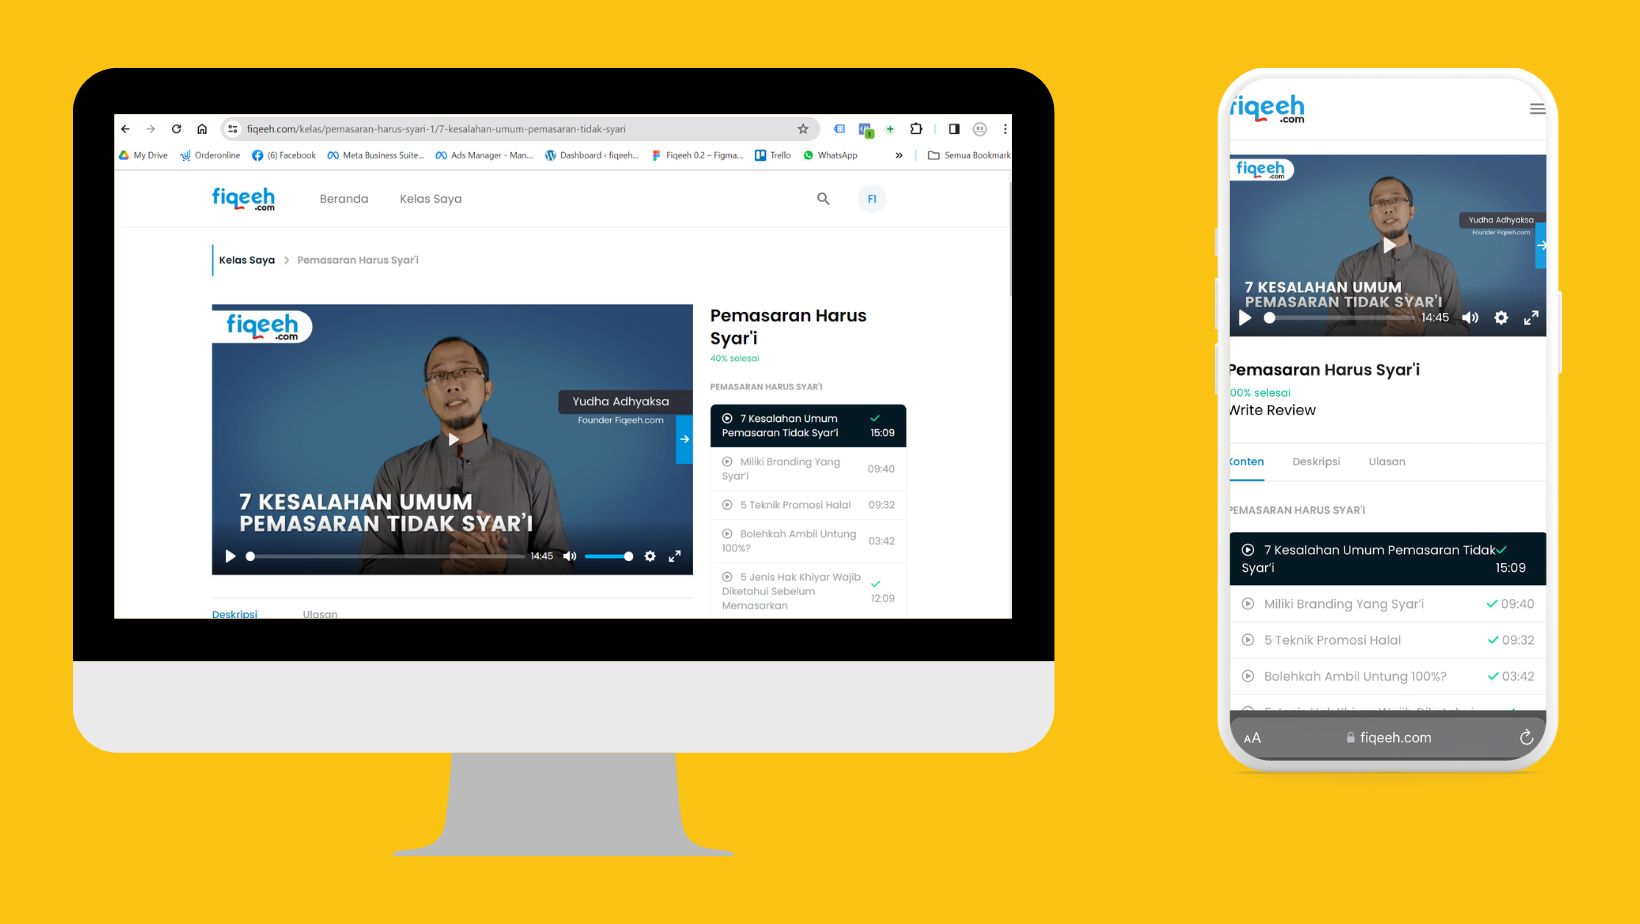 fiqeeh.com/kelas/pemasaran-harus-syari-1/7-kesalahan-umum-pemasaran-tidak-syari
My Drive
Orderonline
(6) Facebook
Meta Business Suite...
Ads Manager - Man...
Dashboard ‹ fiqeeh...
Fiqeeh 0.2 – Figma...
Trello
WhatsApp
»
Semua Bookmark
fiqeeh
.com
Beranda
Kelas Saya
FI
Kelas Saya > Pemasaran Harus Syar'i
fiqeeh
.com
Yudha Adhyaksa
Founder Fiqeeh.com
7 KESALAHAN UMUM
PEMASARAN TIDAK SYAR'I
14:45
Deskripsi
Ulasan
Pemasaran Harus
Syar'i
40% selesai
PEMASARAN HARUS SYAR'I
7 Kesalahan Umum
Pemasaran Tidak Syar'i
15:09
Miliki Branding Yang
Syar'i
09:40
5 Teknik Promosi Halal
09:32
Bolehkah Ambil Untung
100%?
03:42
5 Jenis Hak Khiyar Wajib
Diketahui Sebelum
Memasarkan
12:09
fiqeeh
.com
fiqeeh
.com
Yudha Adhyaksa
Founder Fiqeeh.com
7 KESALAHAN UMUM
PEMASARAN TIDAK SYAR'I
14:45
Pemasaran Harus Syar'i
00% selesai
Write Review
Konten
Deskripsi
Ulasan
PEMASARAN HARUS SYAR'I
7 Kesalahan Umum Pemasaran Tidak
Syar'i
15:09
Miliki Branding Yang Syar'i
09:40
5 Teknik Promosi Halal
09:32
Bolehkah Ambil Untung 100%?
03:42
AA
fiqeeh.com